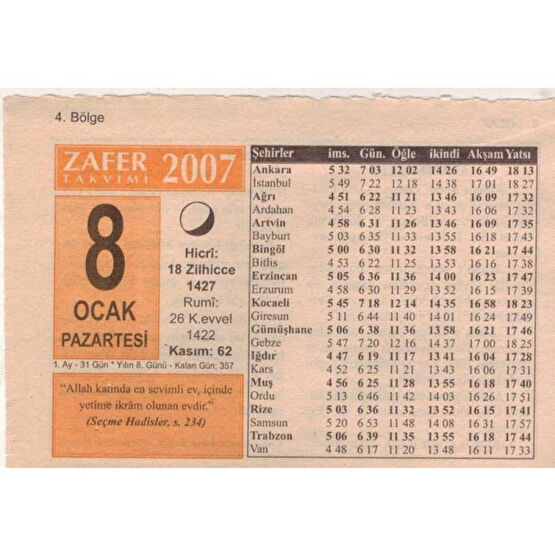 4. Bölge
ZAFER
TAKVİMİ
2007
8
OCAK
PAZARTESİ
Hicrî:
18 Zilhicce
1427
Rumî:
26 K.evvel
1422
Kasım: 62
1. Ay - 31 Gün * Yılın 8. Günü - Kalan Gün: 357
“Allah katında en sevimli ev, içinde
yetime ikrâm olunan evdir.”
(Seçme Hadisler, s. 234)
Şehirler ims. Gün. Öğle ikindi Akşam Yatsı
Ankara 5 32 7 03 12 02 14 26 16 49 18 13
İstanbul 5 49 7 22 12 18 14 38 17 01 18 27
Ağrı 4 51 6 22 11 21 13 46 16 09 17 32
Ardahan 4 54 6 28 11 23 13 43 16 06 17 32
Artvin 4 58 6 31 11 26 13 46 16 09 17 35
Bayburt 5 03 6 35 11 33 13 55 16 18 17 43
Bingöl 5 00 6 30 11 32 13 58 16 21 17 44
Bitlis 4 53 6 22 11 25 13 52 16 15 17 38
Erzincan 5 05 6 36 11 36 14 00 16 23 17 47
Erzurum 4 58 6 30 11 29 13 52 16 15 17 39
Kocaeli 5 45 7 18 12 14 14 35 16 58 18 23
Giresun 5 11 6 44 11 40 14 01 16 24 17 49
Gümüşhane 5 06 6 38 11 36 13 58 16 21 17 46
Gebze 5 47 7 20 12 16 14 37 17 00 18 25
Iğdır 4 47 6 19 11 17 13 41 16 04 17 28
Kars 4 52 6 25 11 21 13 43 16 06 17 31
Muş 4 56 6 25 11 28 13 55 16 18 17 40
Ordu 5 13 6 46 11 42 14 03 16 26 17 51
Rize 5 03 6 36 11 32 13 52 16 15 17 41
Samsun 5 20 6 53 11 48 14 08 16 31 17 57
Trabzon 5 06 6 39 11 35 13 55 16 18 17 44
Van 4 48 6 17 11 20 13 48 16 11 17 33